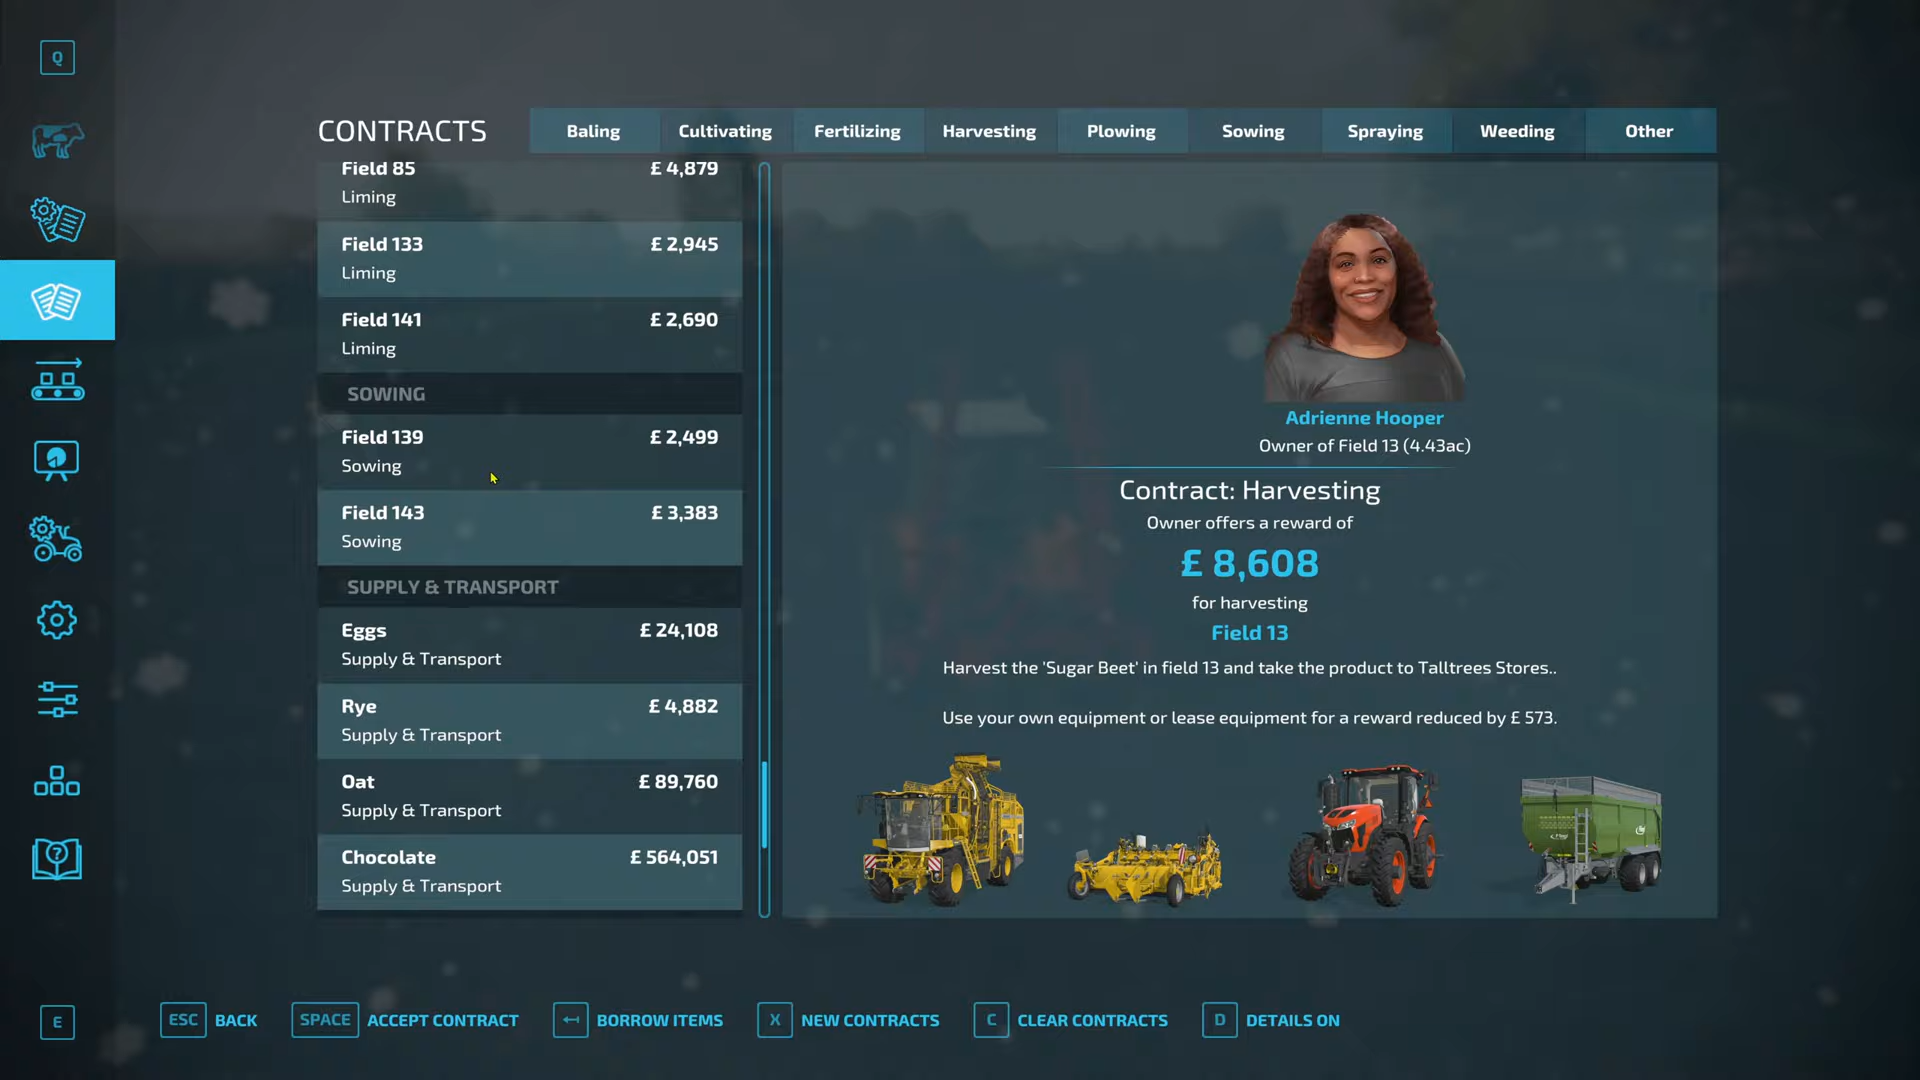 Q
CONTRACTS
Baling Cultivating Fertilizing Harvesting Plowing Sowing Spraying Weeding Other
Field 85 £ 4,879
Liming
Field 133 £ 2,945
Liming
Field 141 £ 2,690
Liming
SOWING
Field 139 £ 2,499
Sowing
Field 143 £ 3,383
Sowing
SUPPLY & TRANSPORT
Eggs £ 24,108
Supply & Transport
Rye £ 4,882
Supply & Transport
Oat £ 89,760
Supply & Transport
Chocolate £ 564,051
Supply & Transport
Adrienne Hooper
Owner of Field 13 (4.43ac)
Contract: Harvesting
Owner offers a reward of
£ 8,608
for harvesting
Field 13
Harvest the 'Sugar Beet' in field 13 and take the product to Talltrees Stores..
Use your own equipment or lease equipment for a reward reduced by £ 573.
E
ESC BACK SPACE ACCEPT CONTRACT BORROW ITEMS X NEW CONTRACTS C CLEAR CONTRACTS D DETAILS ON